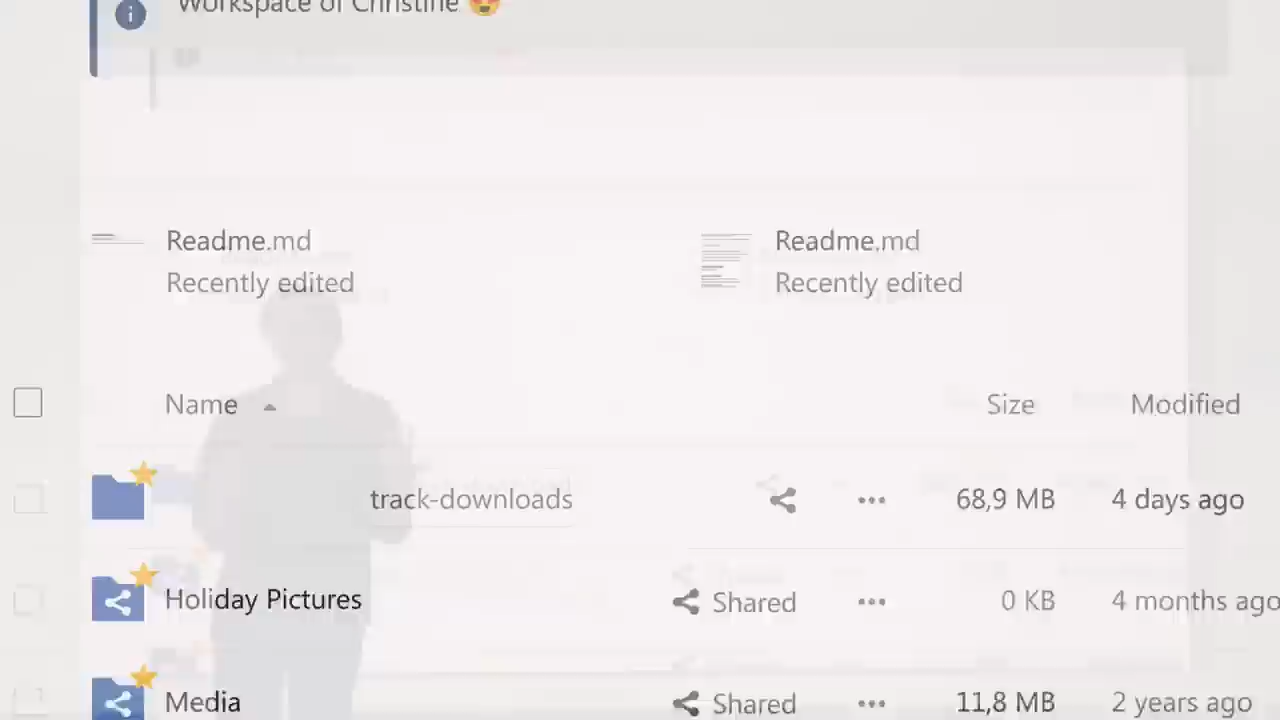 Workspace of Christine 😍
Readme.md
Recently edited
Readme.md
Recently edited
Name
Size
Modified
track-downloads
68,9 MB
4 days ago
Holiday Pictures
Shared
0 KB
4 months ago
Media
Shared
11,8 MB
2 years ago